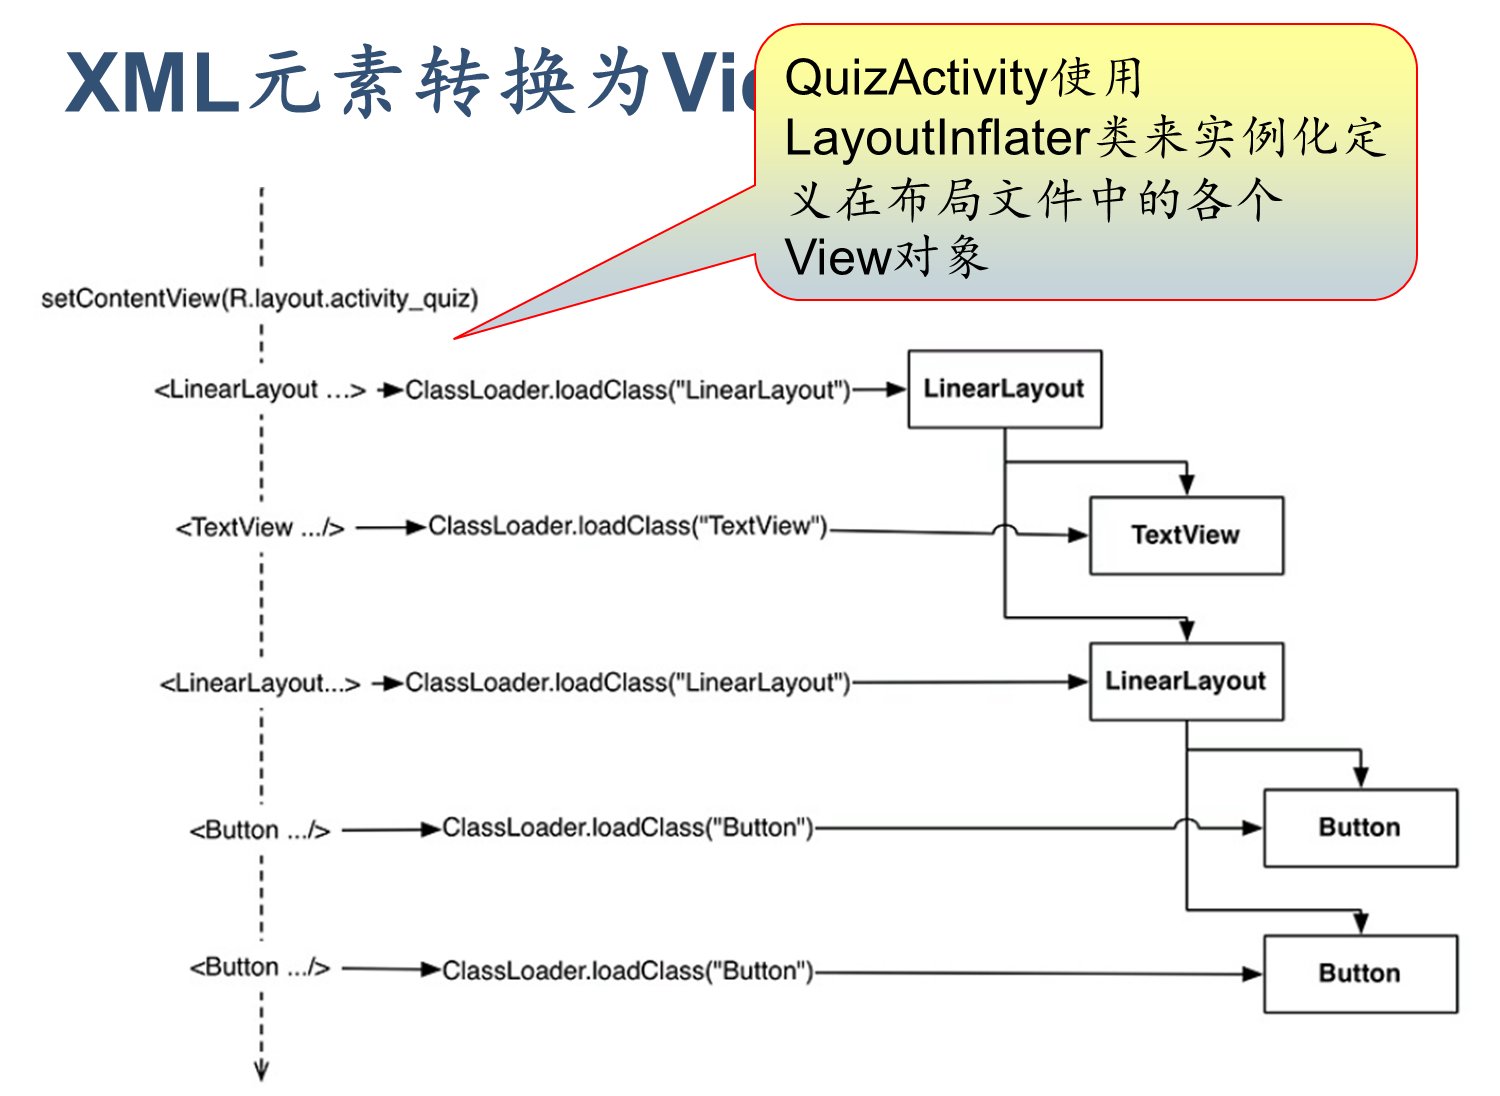 XML元素转换为Vie
QuizActivity使用
LayoutInflater类来实例化定
义在布局文件中的各个
View对象
setContentView(R.layout.activity_quiz)
<LinearLayout ...> ClassLoader.loadClass("LinearLayout") LinearLayout
<TextView .../> ClassLoader.loadClass("TextView") TextView
<LinearLayout...> ClassLoader.loadClass("LinearLayout") LinearLayout
<Button .../> ClassLoader.loadClass("Button") Button
<Button .../> ClassLoader.loadClass("Button") Button